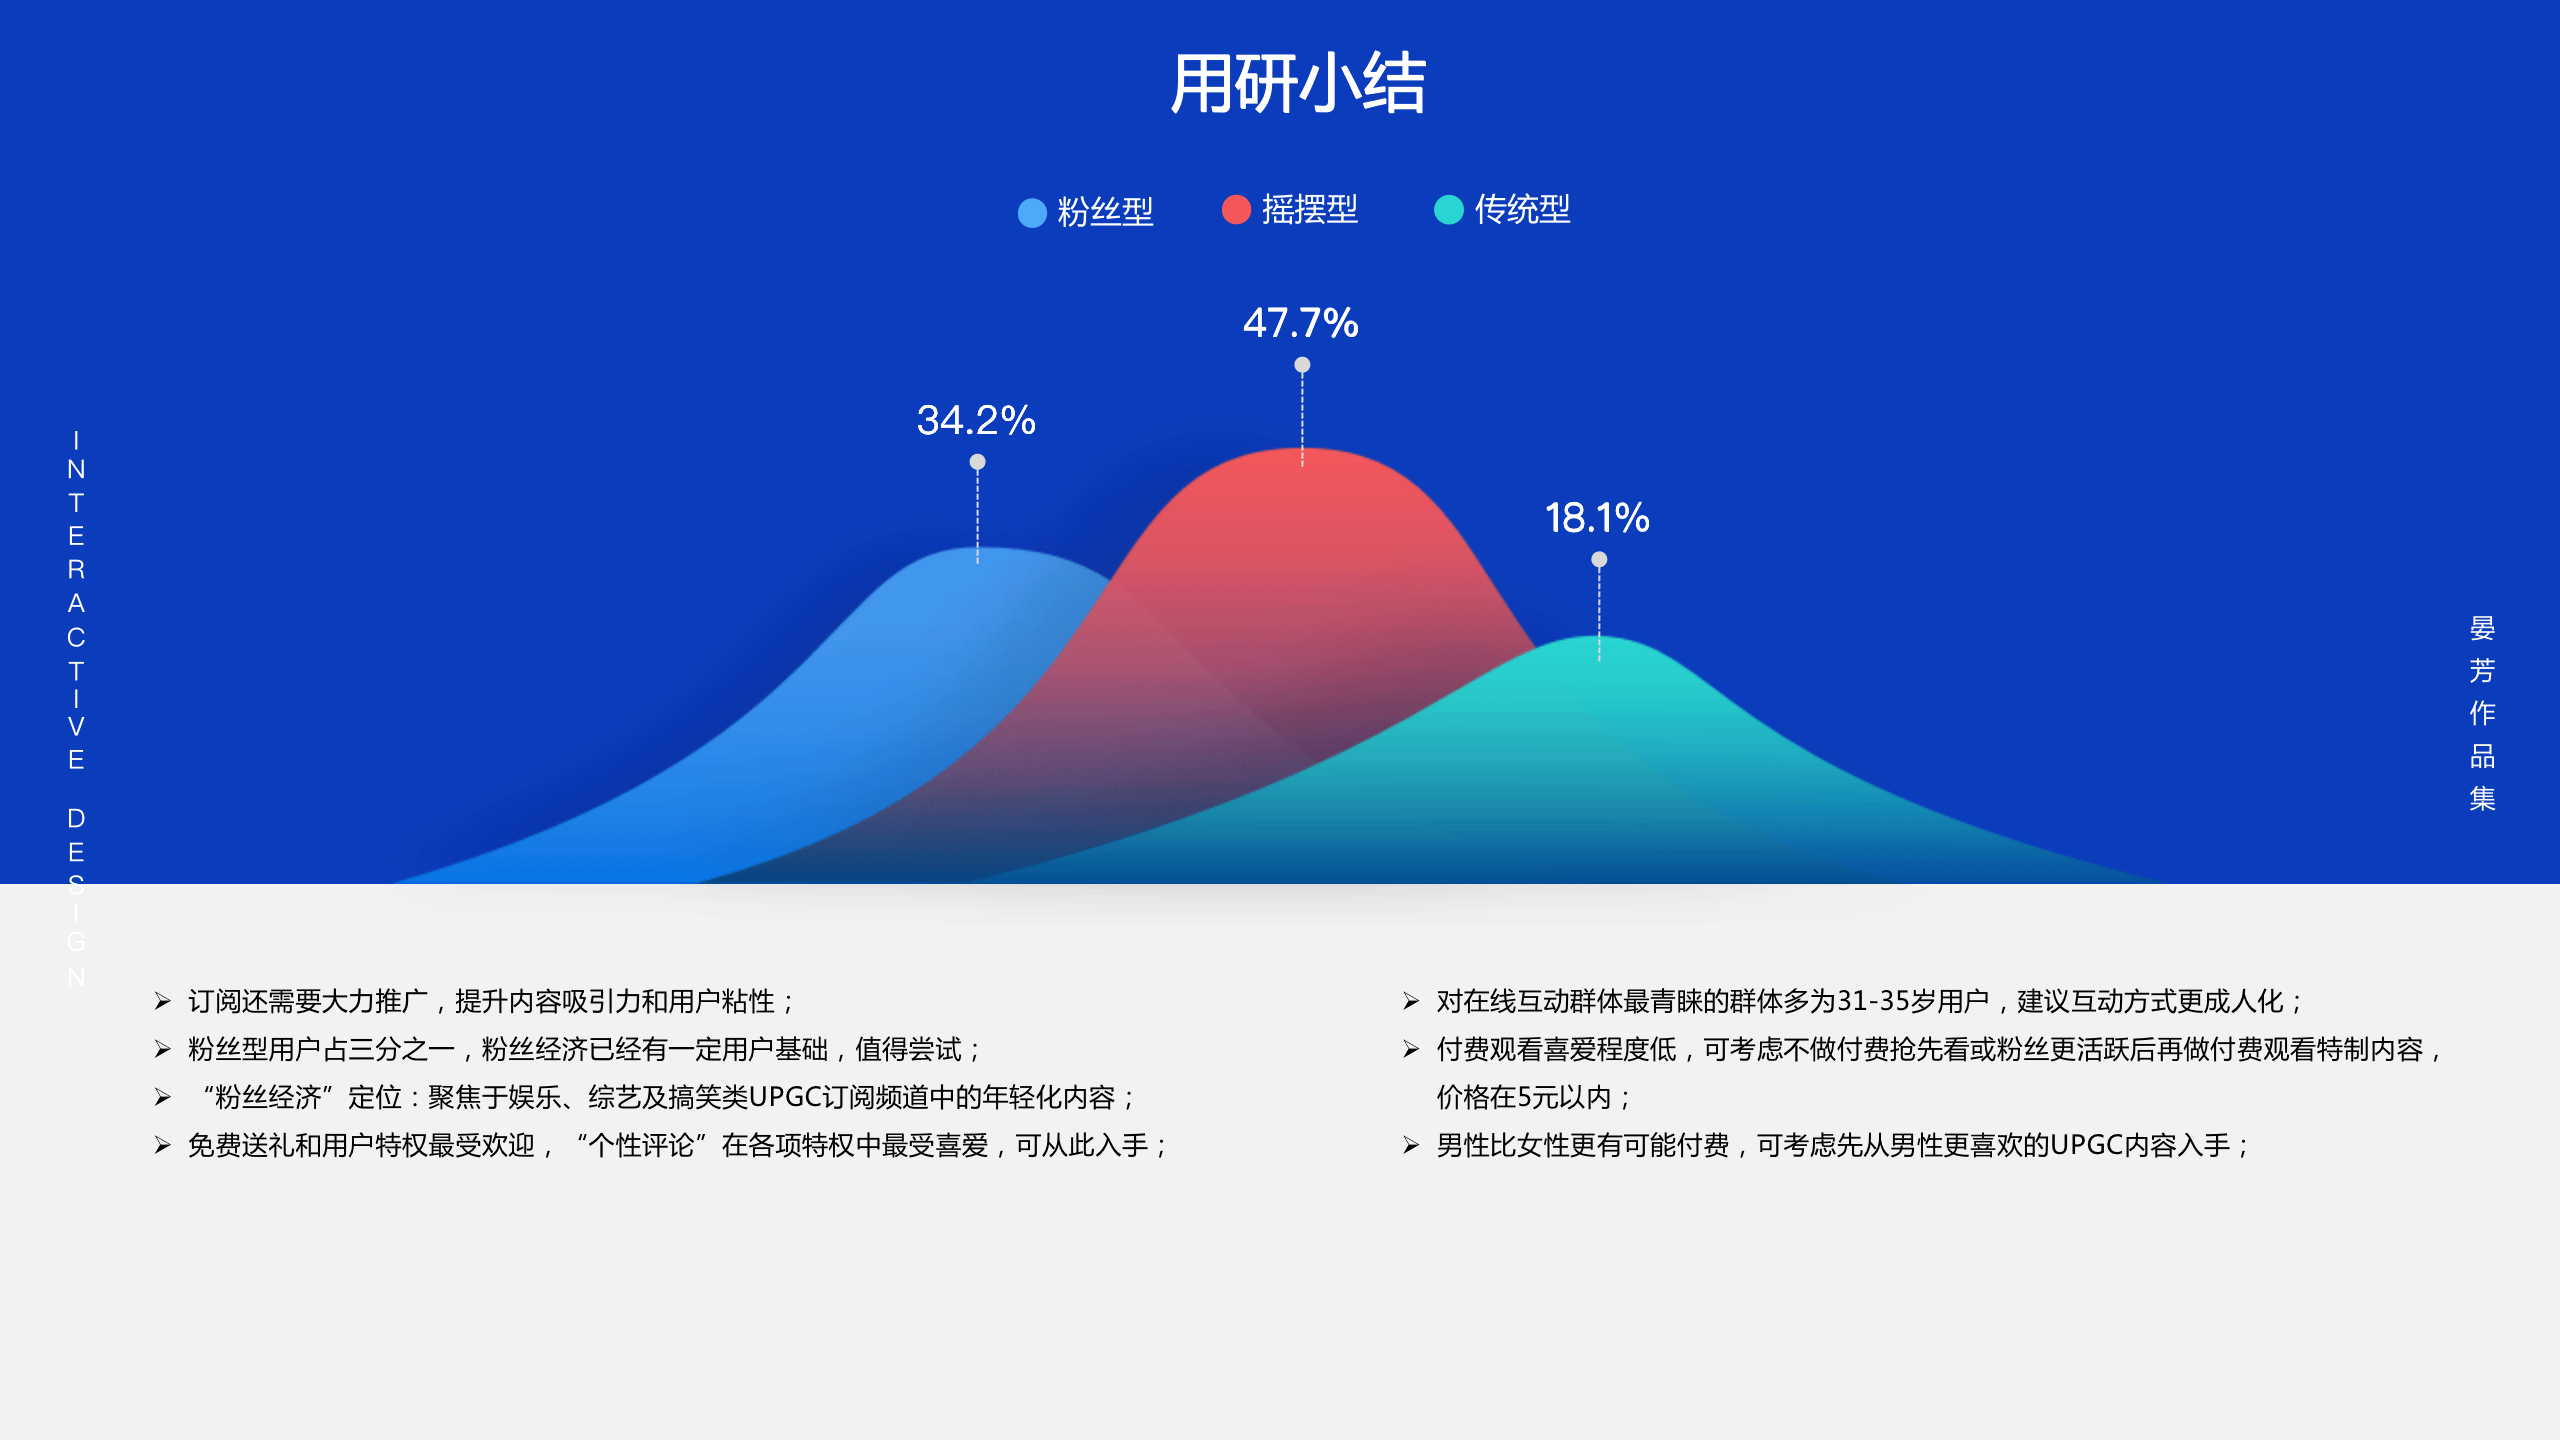 用研小结
粉丝型
摇摆型
传统型
47.7%
34.2%
18.1%
INTERACTIVE DESIGN
晏芳作品集
订阅还需要大力推广，提升内容吸引力和用户粘性；
粉丝型用户占三分之一，粉丝经济已经有一定用户基础，值得尝试；
“粉丝经济”定位：聚焦于娱乐、综艺及搞笑类UPGC订阅频道中的年轻化内容；
免费送礼和用户特权最受欢迎，“个性评论”在各项特权中最受喜爱，可从此入手；
对在线互动群体最青睐的群体多为31-35岁用户，建议互动方式更成人化；
付费观看喜爱程度低，可考虑不做付费抢先看或粉丝更活跃后再做付费观看特制内容，
价格在5元以内；
男性比女性更有可能付费，可考虑先从男性更喜欢的UPGC内容入手；